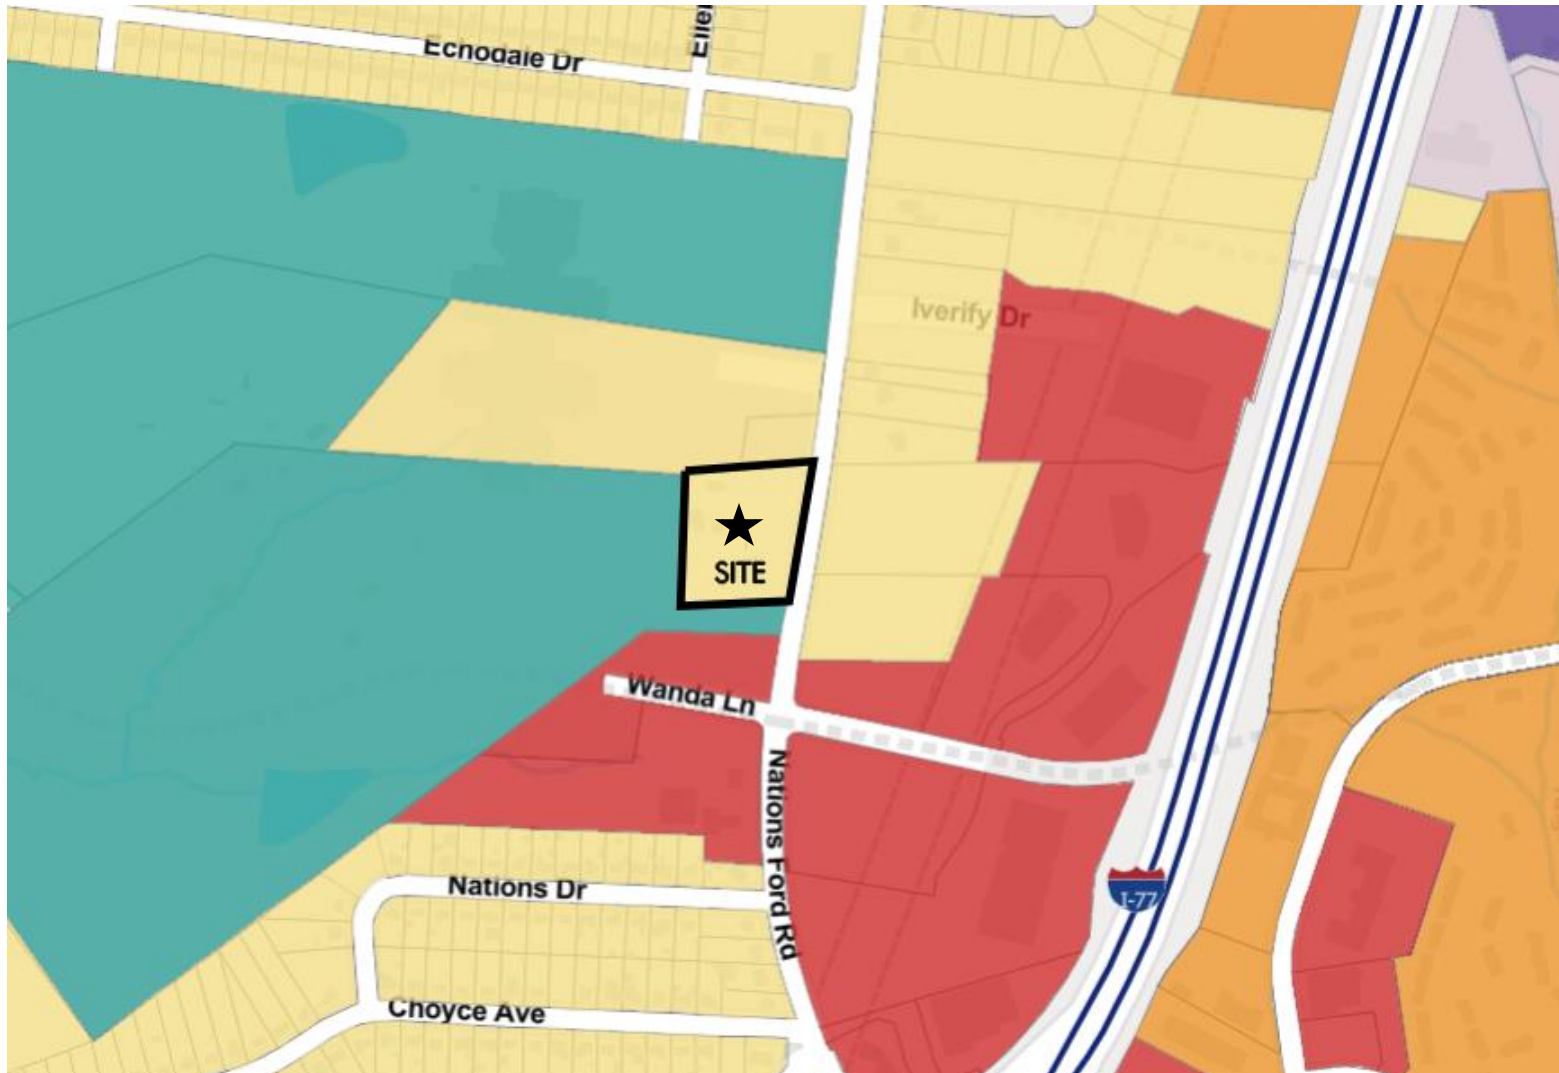 Echodale Dr
Iverify Dr
SITE
Wanda Ln
Nations Ford Rd
I-77
Nations Dr
Choyce Ave